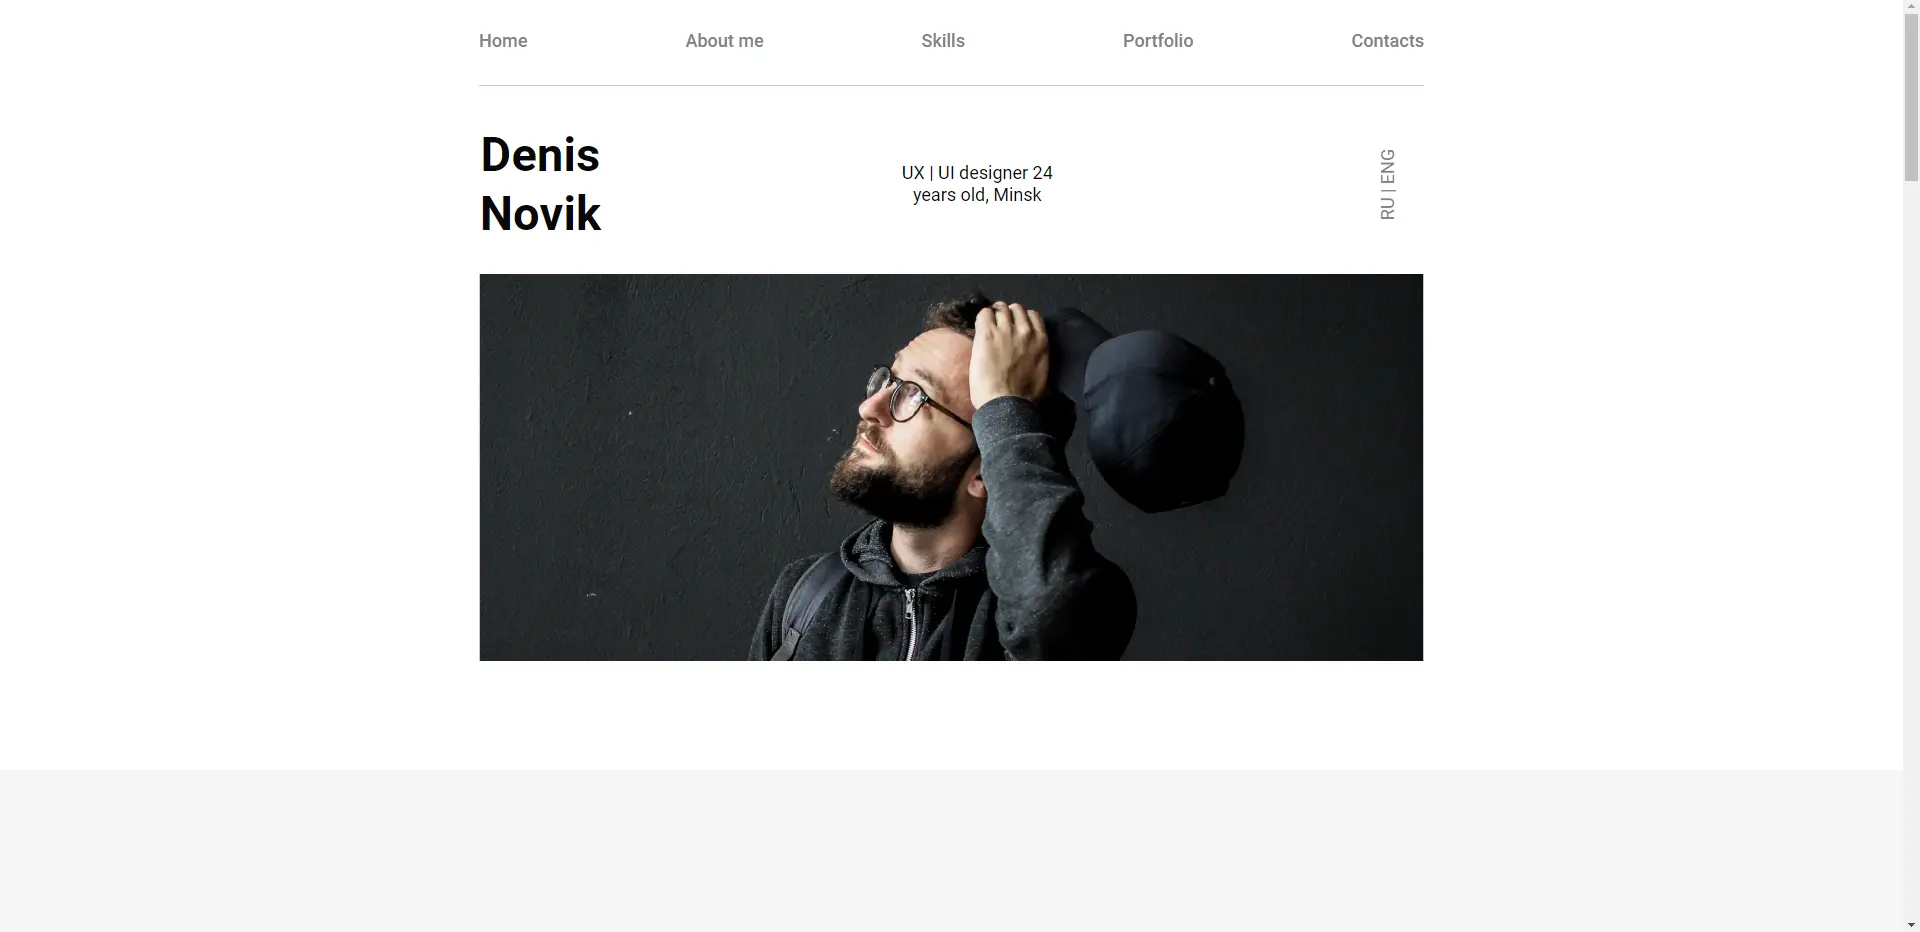 Home
About me
Skills
Portfolio
Contacts
Denis
Novik
UX | UI designer 24
years old, Minsk
RU | ENG